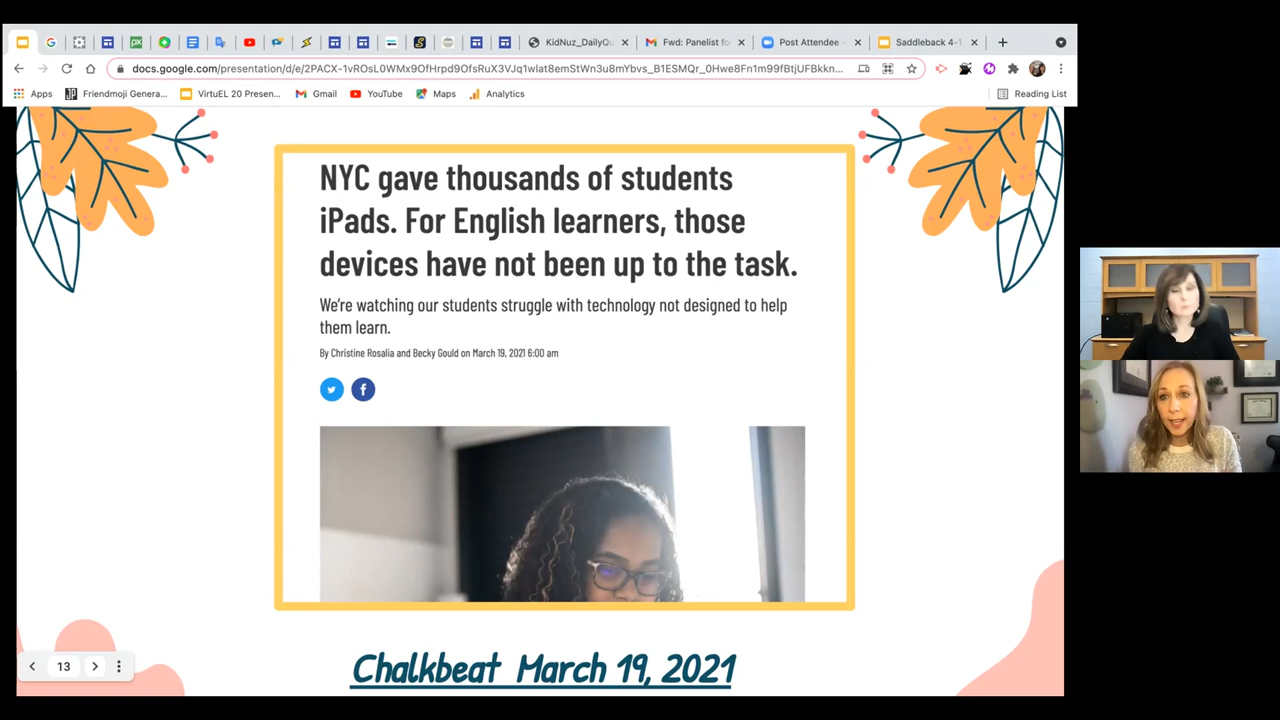 KidNuz_DailyQu
Fwd: Panelist fo
Post Attendee -
Saddleback 4-1
docs.google.com/presentation/d/e/2PACX-1vROsL0WMx9OfHrpd9OfsRuX3VJq1wlat8emStWn3u8mYbvs_B1ESMQr_0Hwe8Fn1m99fBtjUFBkkn...
Apps
Friendmoji Genera...
VirtuEL 20 Presen...
Gmail
YouTube
Maps
Analytics
Reading List
NYC gave thousands of students
iPads. For English learners, those
devices have not been up to the task.
We're watching our students struggle with technology not designed to help
them learn.
By Christine Rosalia and Becky Gould on March 19, 2021 6:00 am
13
Chalkbeat March 19, 2021